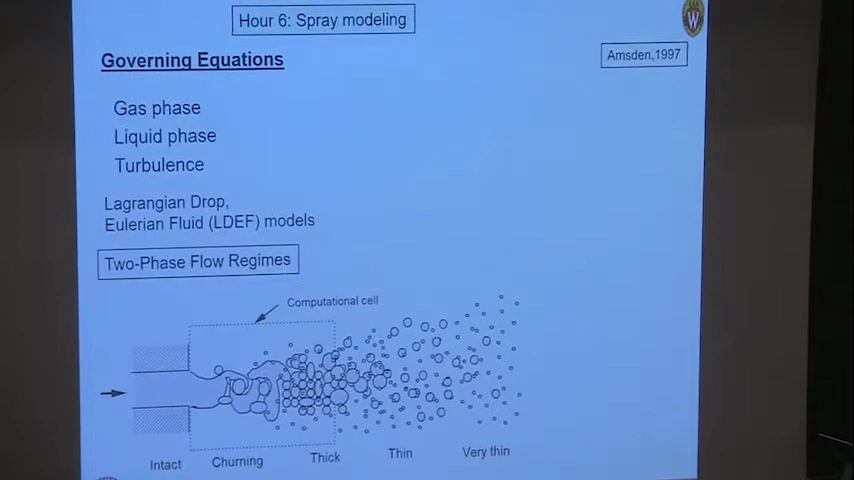 Hour 6: Spray modeling
W
Governing Equations
Amsden,1997
Gas phase
Liquid phase
Turbulence
Lagrangian Drop,
Eulerian Fluid (LDEF) models
Two-Phase Flow Regimes
Computational cell
Intact Churning Thick Thin Very thin